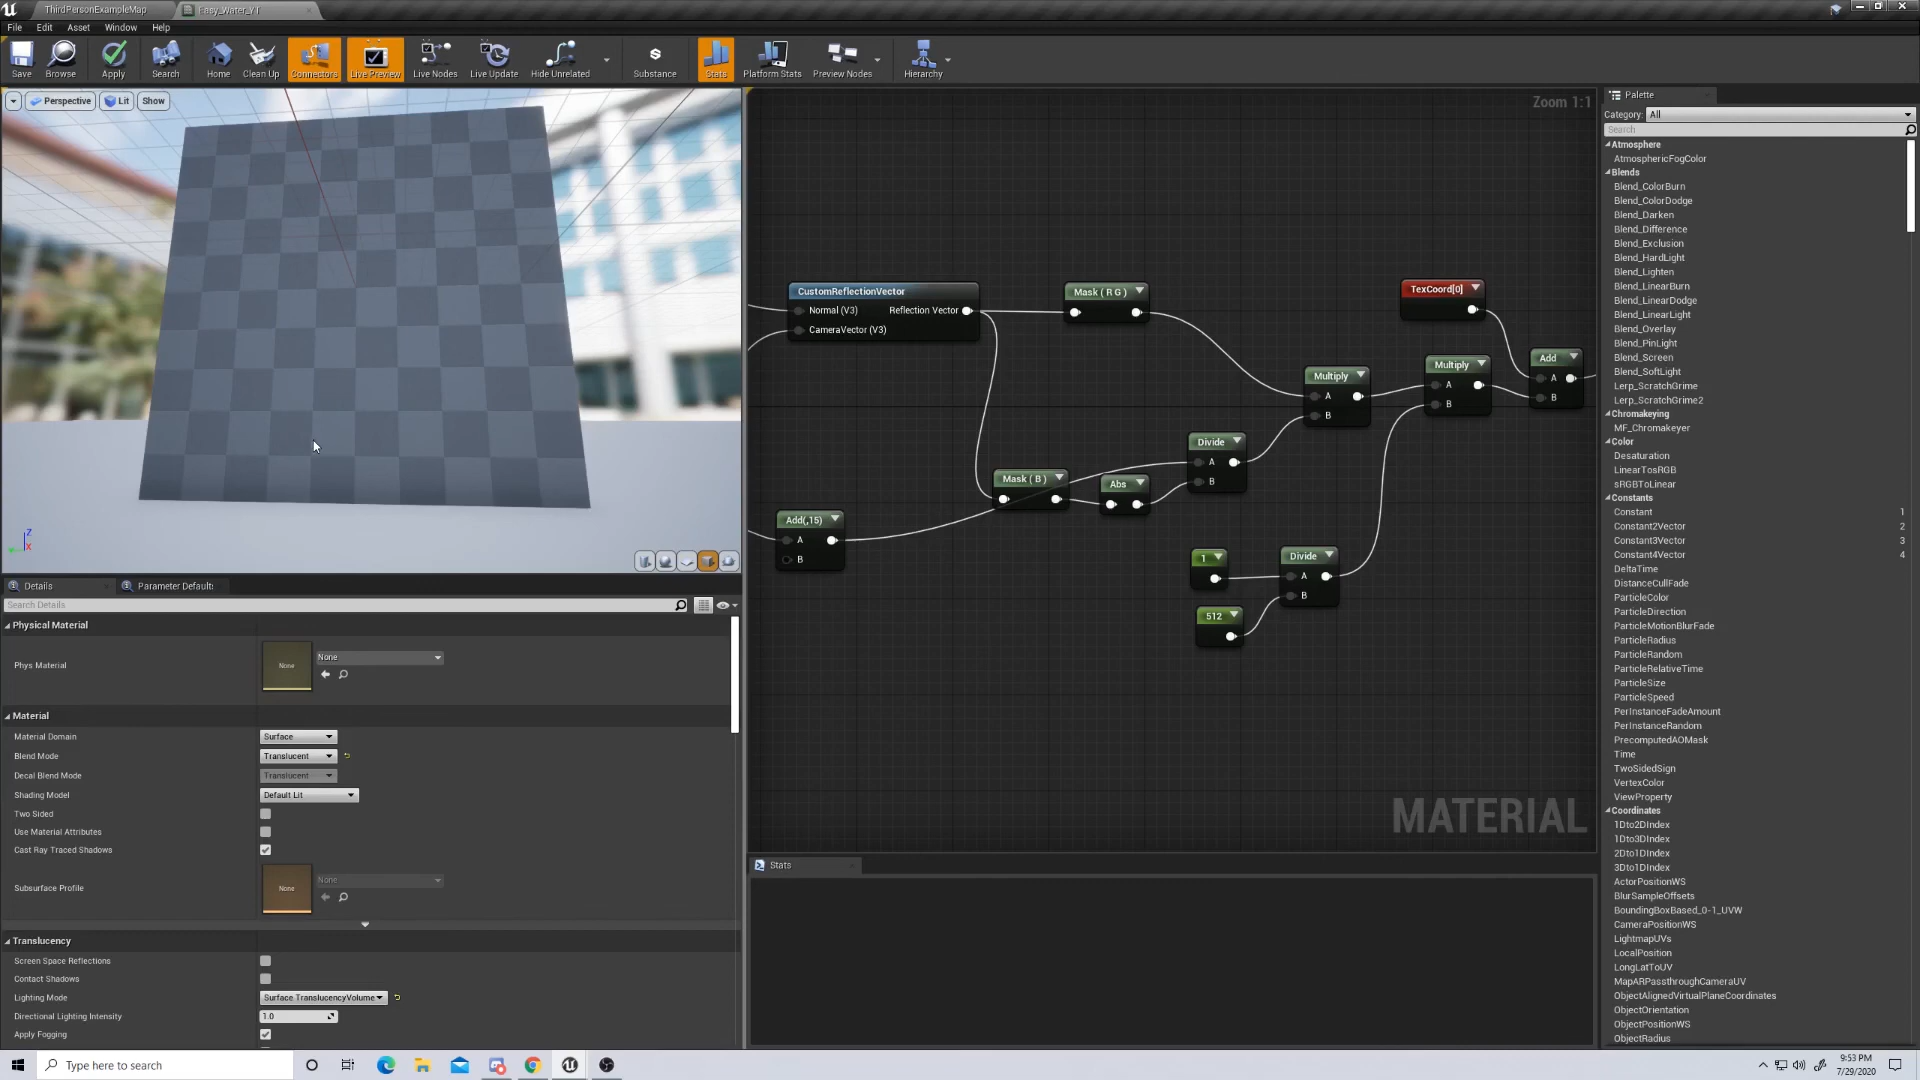 ThirdPersonExampleMap
Easy_Water_VT
File Edit Asset Window Help
Save Browse Apply Search Home Clean Up Connectors Live Preview Live Nodes Live Update Hide Unrelated Substance Stats Platform Stats Preview Nodes Hierarchy
Perspective Lit Show
Zoom 1:1
Palette
Category: All
Search
Atmosphere
AtmosphericFogColor
Blends
Blend_ColorBurn
Blend_ColorDodge
Blend_Darken
Blend_Difference
Blend_Exclusion
Blend_HardLight
Blend_Lighten
Blend_LinearBurn
Blend_LinearDodge
Blend_LinearLight
Blend_Overlay
Blend_PinLight
Blend_Screen
Blend_SoftLight
Lerp_ScratchGrime
Lerp_ScratchGrime2
Chromakeying
MF_Chromakeyer
Color
Desaturation
LinearTosRGB
sRGBToLinear
Constants
Constant 1
Constant2Vector 2
Constant3Vector 3
Constant4Vector 4
DeltaTime
DistanceCullFade
ParticleColor
ParticleDirection
ParticleMotionBlurFade
ParticleRadius
ParticleRandom
ParticleRelativeTime
ParticleSize
ParticleSpeed
PerInstanceFadeAmount
PerInstanceRandom
PrecomputedAOMask
Time
TwoSidedSign
VertexColor
ViewProperty
Coordinates
1Dto2DIndex
1Dto3DIndex
2Dto1DIndex
3Dto1DIndex
ActorPositionWS
BlurSampleOffsets
BoundingBoxBased_0-1_UVW
CameraPositionWS
LightmapUVs
LocalPosition
LongLatToUV
MapARPassthroughCameraUV
ObjectAlignedVirtualPlaneCoordinates
ObjectOrientation
ObjectPositionWS
ObjectRadius
CustomReflectionVector
Normal (V3) Reflection Vector
CameraVector (V3)
Mask ( R G )
TexCoord[0]
Multiply
A
B
Multiply
A
B
Add
A
B
Divide
A
B
Mask ( B )
Abs
Add(,15)
A
B
1
Divide
A
B
512
MATERIAL
Stats
Z
X
Details
Parameter Defaults
Search Details
Physical Material
Phys Material
None
None
Material
Material Domain Surface
Blend Mode Translucent
Decal Blend Mode Translucent
Shading Model Default Lit
Two Sided
Use Material Attributes
Cast Ray Traced Shadows
Subsurface Profile
None
None
Translucency
Screen Space Reflections
Contact Shadows
Lighting Mode Surface TranslucencyVolume
Directional Lighting Intensity 1.0
Apply Fogging
Type here to search
9:53 PM
7/29/2020